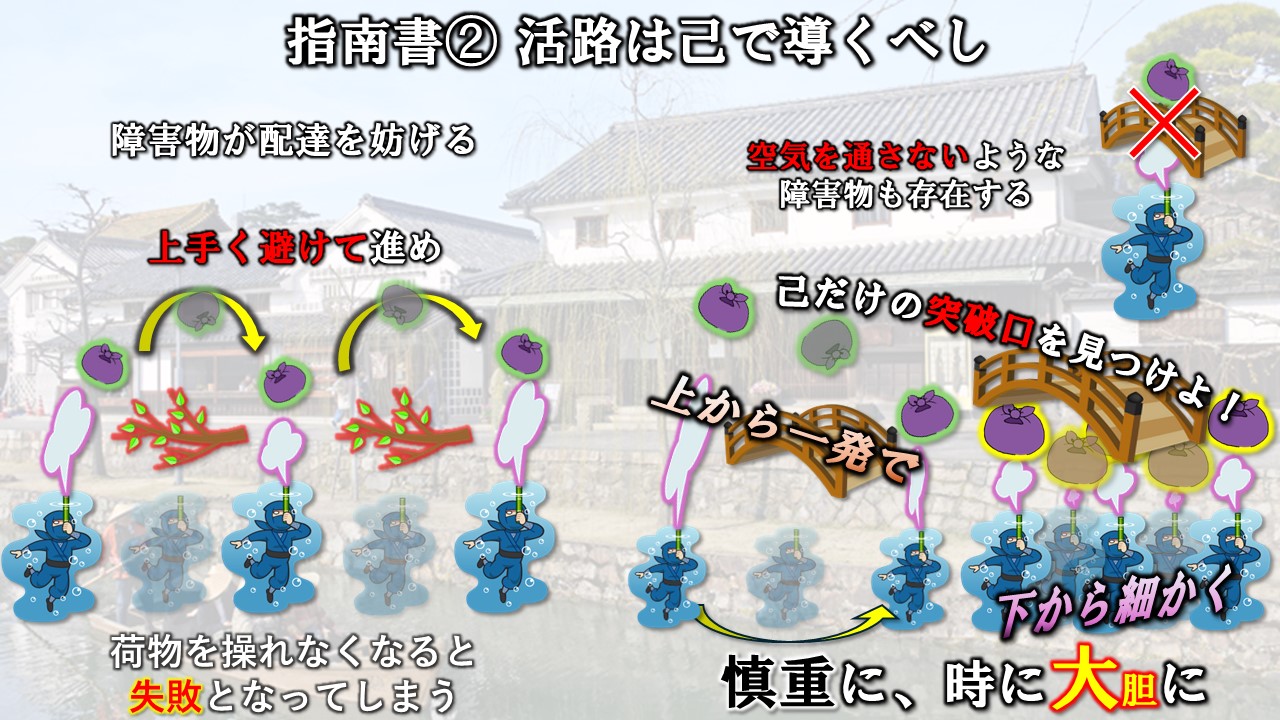 指南書② 活路は己で導くべし
障害物が配達を妨げる
上手く避けて進め
荷物を操れなくなると
失敗となってしまう
空気を通さないような
障害物も存在する
己だけの突破口を見つけよ！
上から一発で
下から細かく
慎重に、時に大胆に